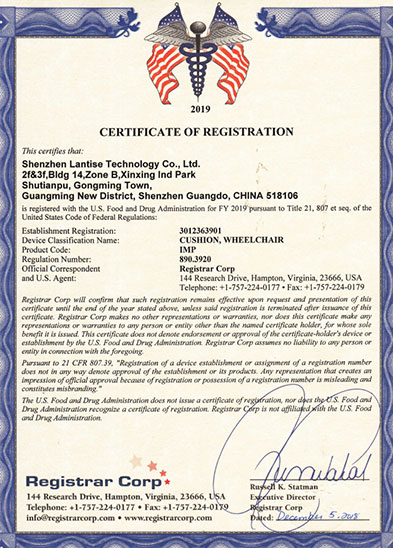 2019
CERTIFICATE OF REGISTRATION
This certifies that:
Shenzhen Lantise Technology Co., Ltd.
2f&3f,Bldg 14,Zone B,Xinxing Ind Park
Shutianpu, Gongming Town,
Guangming New District, Shenzhen Guangdo, CHINA 518106
is registered with the U.S. Food and Drug Administration for FY 2019 pursuant to Title 21, 807 et seq. of the
United States Code of Federal Regulations:
Establishment Registration: 3012363901
Device Classification Name: CUSHION, WHEELCHAIR
Product Code: IMP
Regulation Number: 890.3920
Official Correspondent Registrar Corp
and U.S. Agent: 144 Research Drive, Hampton, Virginia, 23666, USA
Telephone: +1-757-224-0177 • Fax: +1-757-224-0179
Registrar Corp will confirm that such registration remains effective upon request and presentation of this
certificate until the end of the year stated above, unless said registration is terminated after issuance of this
certificate. Registrar Corp makes no other representations or warranties, nor does this certificate make any
representations or warranties to any person or entity other than the named certificate holder, for whose sole
benefit it is issued. This certificate does not denote endorsement or approval of the certificate-holder's device or
establishment by the U.S. Food and Drug Administration. Registrar Corp assumes no liability to any person or
entity in connection with the foregoing.
Pursuant to 21 CFR 807.39, "Registration of a device establishment or assignment of a registration number
does not in any way denote approval of the establishment or its products. Any representation that creates an
impression of official approval because of registration or possession of a registration number is misleading and
constitutes misbranding."
The U.S. Food and Drug Administration does not issue a certificate of registration, nor does the U.S. Food and
Drug Administration recognize a certificate of registration. Registrar Corp is not affiliated with the U.S. Food
and Drug Administration.
Registrar Corp
144 Research Drive, Hampton, Virginia, 23666, USA
Telephone: +1-757-224-0177 • Fax: +1-757-224-0179
info@registrarcorp.com • www.registrarcorp.com
Russell K. Statman
Executive Director
Registrar Corp
Dated: December 5, 2018